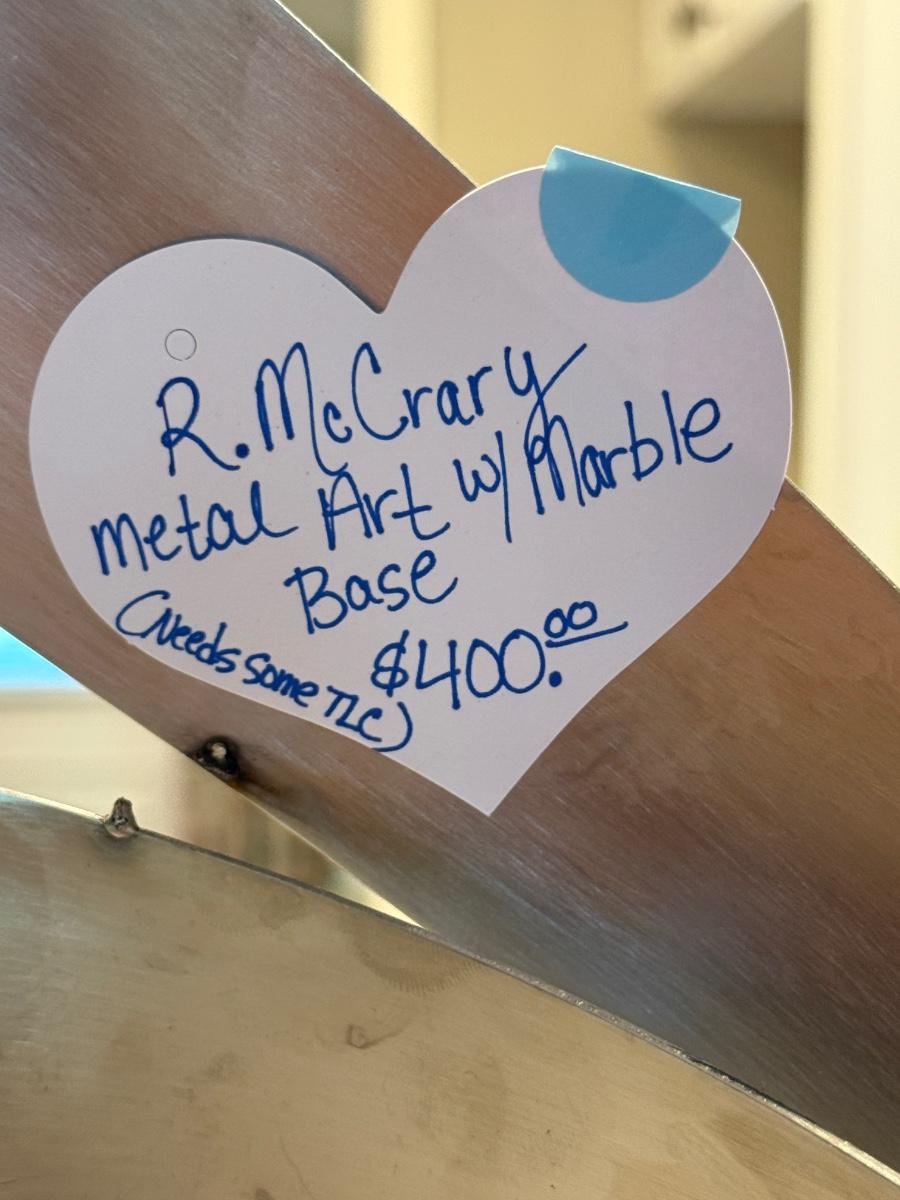 R. McCrary
Metal Art w/ Marble
Base
$400.00
(Needs some TLC)